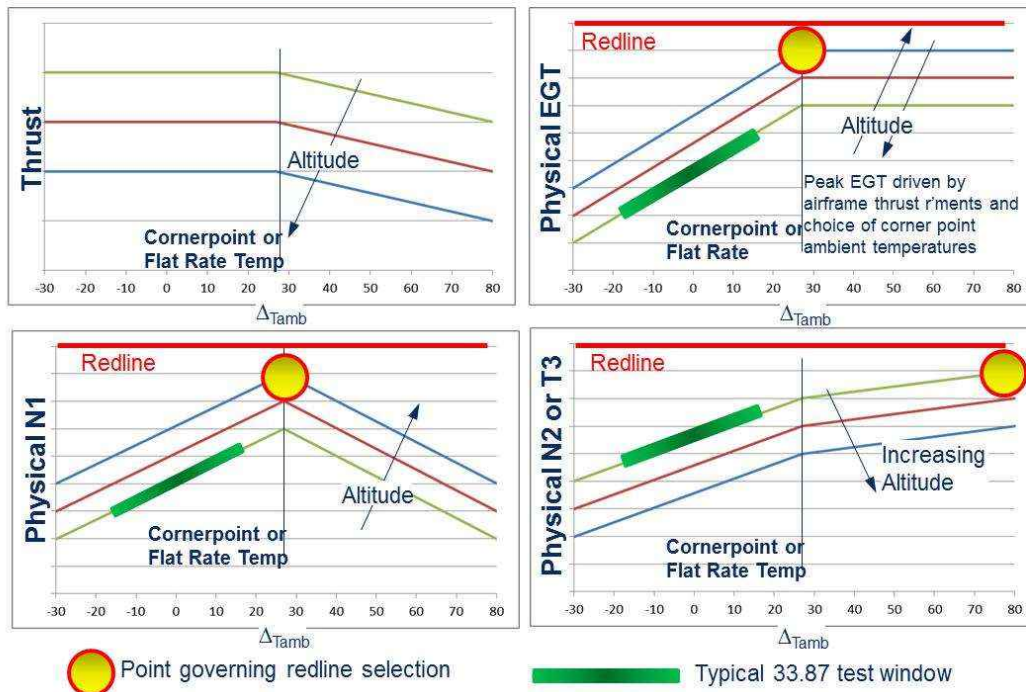 Thrust
Altitude
Cornerpoint or
Flat Rate Temp
-30 -20 -10 0 10 20 30 40 50 60 70 80
ΔTamb
Physical EGT
Redline
Altitude
Peak EGT driven by
airframe thrust r'ments and
choice of corner point
ambient temperatures
Cornerpoint or
Flat Rate
-30 -20 -10 0 10 20 30 40 50 60 70 80
ΔTamb
Physical N1
Redline
Altitude
Cornerpoint or
Flat Rate Temp
-30 -20 -10 0 10 20 30 40 50 60 70 80
ΔTamb
Physical N2 or T3
Redline
Increasing
Altitude
Cornerpoint or
Flat Rate Temp
-30 -20 -10 0 10 20 30 40 50 60 70 80
ΔTamb
Point governing redline selection
Typical 33.87 test window